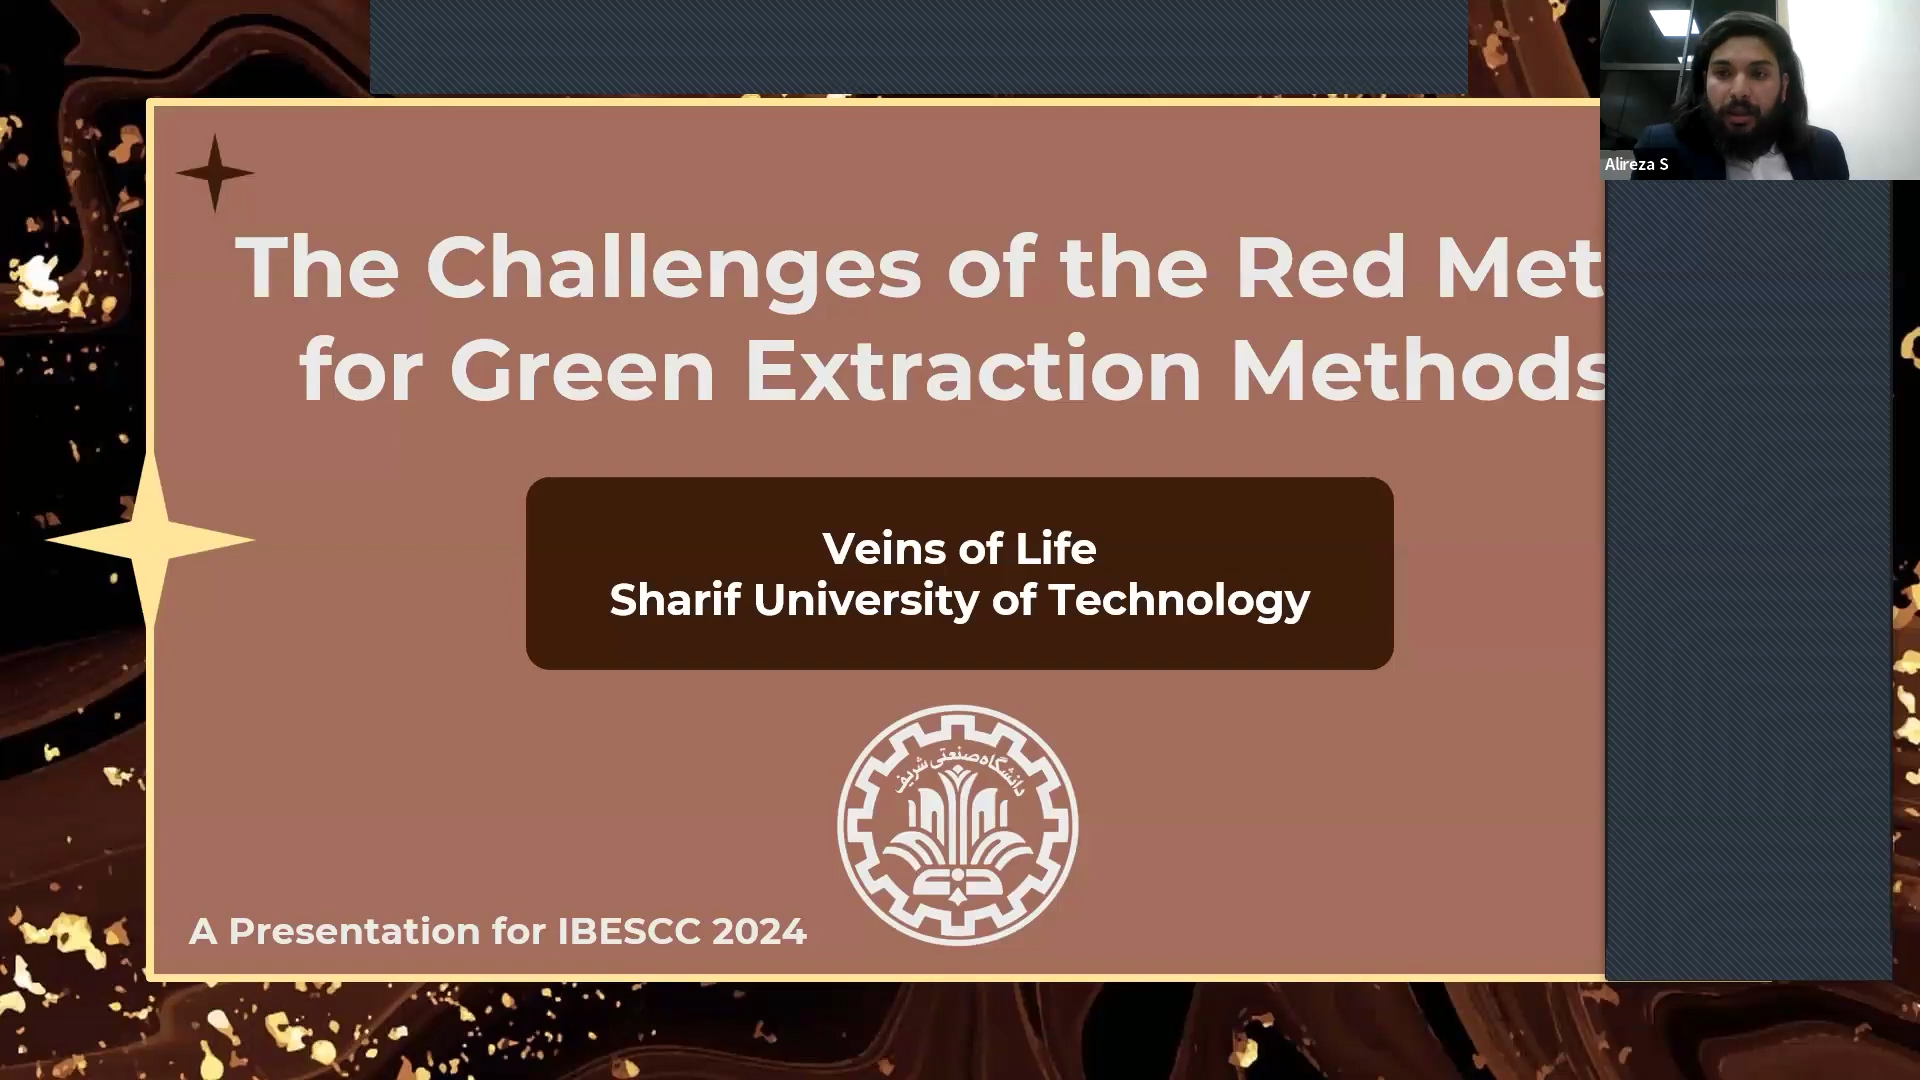 Alireza S
The Challenges of the Red Met
for Green Extraction Methods
Veins of Life
Sharif University of Technology
دانشگاه صنعتی شریف
A Presentation for IBESCC 2024